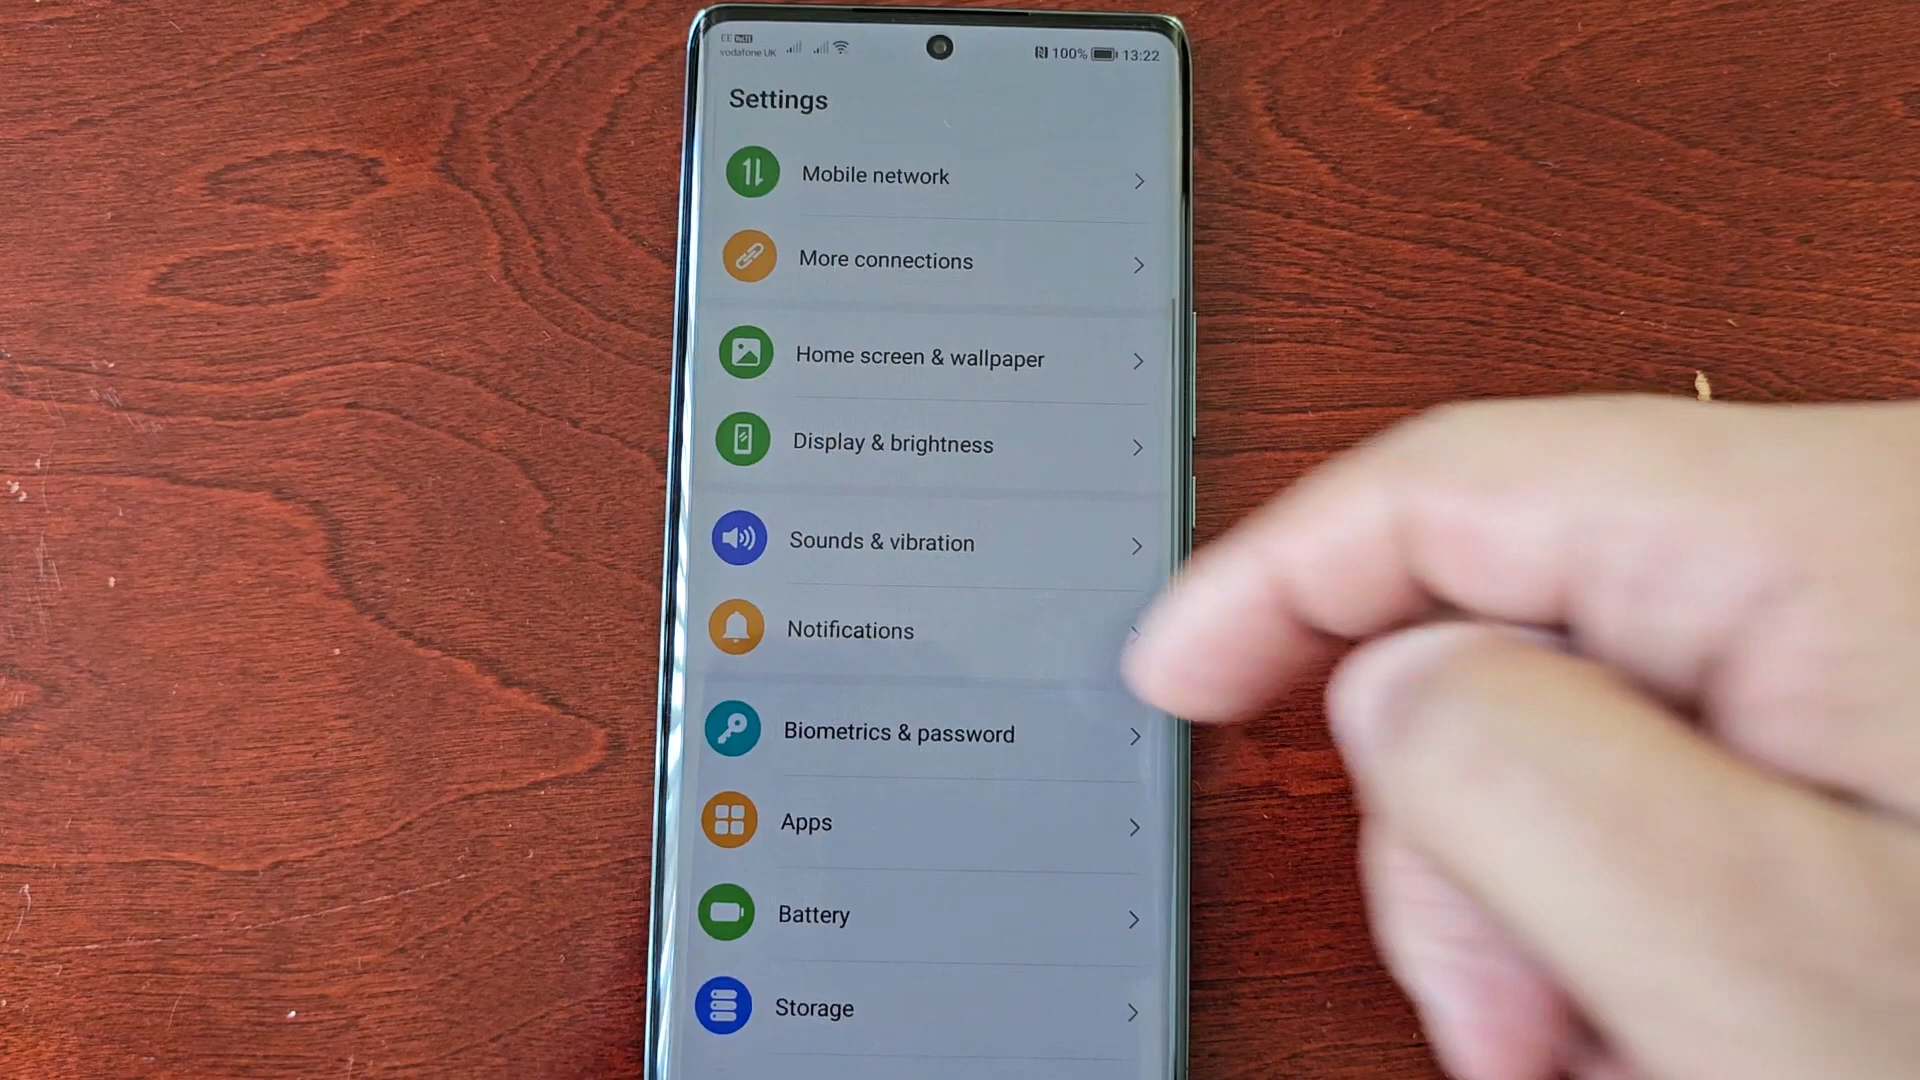 EE VoLTE
vodafone UK
100% 13:22
Settings
Mobile network
More connections
Home screen & wallpaper
Display & brightness
Sounds & vibration
Notifications
Biometrics & password
Apps
Battery
Storage